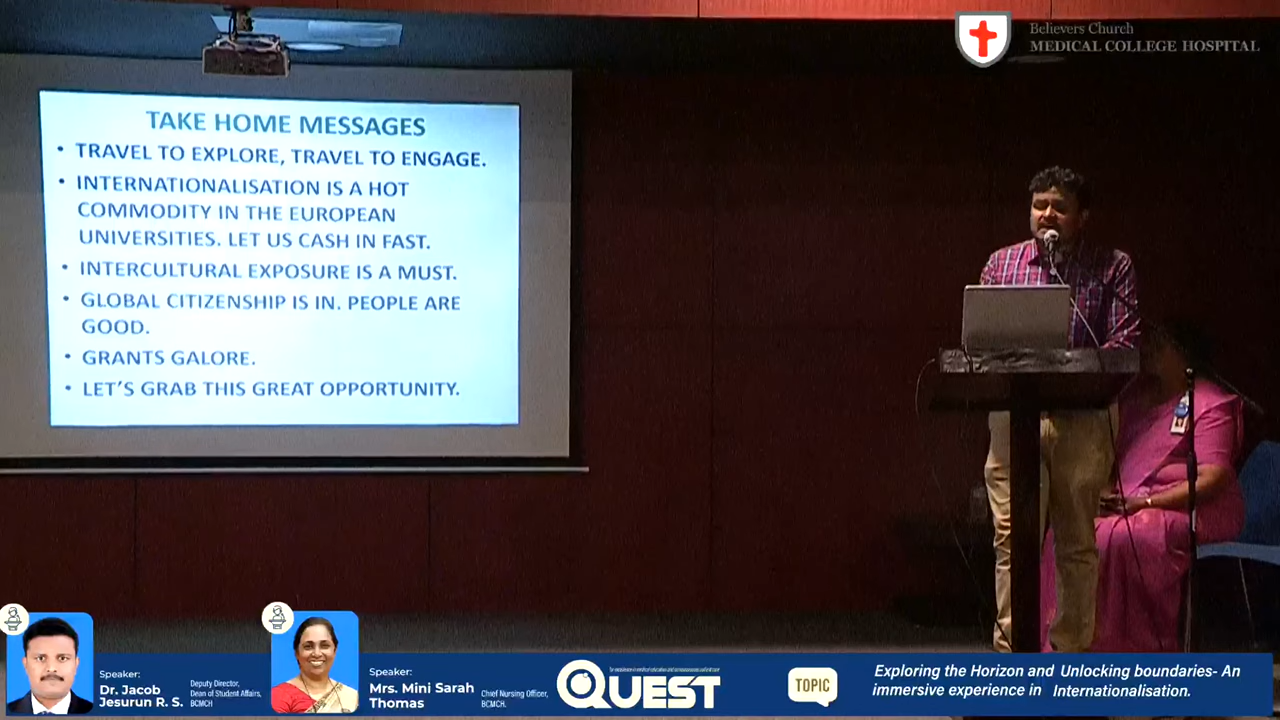 Believers Church
MEDICAL COLLEGE HOSPITAL
TAKE HOME MESSAGES
• TRAVEL TO EXPLORE, TRAVEL TO ENGAGE.
• INTERNATIONALISATION IS A HOT
COMMODITY IN THE EUROPEAN
UNIVERSITIES. LET US CASH IN FAST.
• INTERCULTURAL EXPOSURE IS A MUST.
• GLOBAL CITIZENSHIP IS IN. PEOPLE ARE
GOOD.
• GRANTS GALORE.
• LET'S GRAB THIS GREAT OPPORTUNITY.
Speaker:
Dr. Jacob
Jesurun R. S.
Deputy Director,
Dean of Student Affairs,
BCMCH
Speaker:
Mrs. Mini Sarah
Thomas
Chief Nursing Officer,
BCMCH.
QUEST
TOPIC
Exploring the Horizon and Unlocking boundaries- An
immersive experience in Internationalisation.